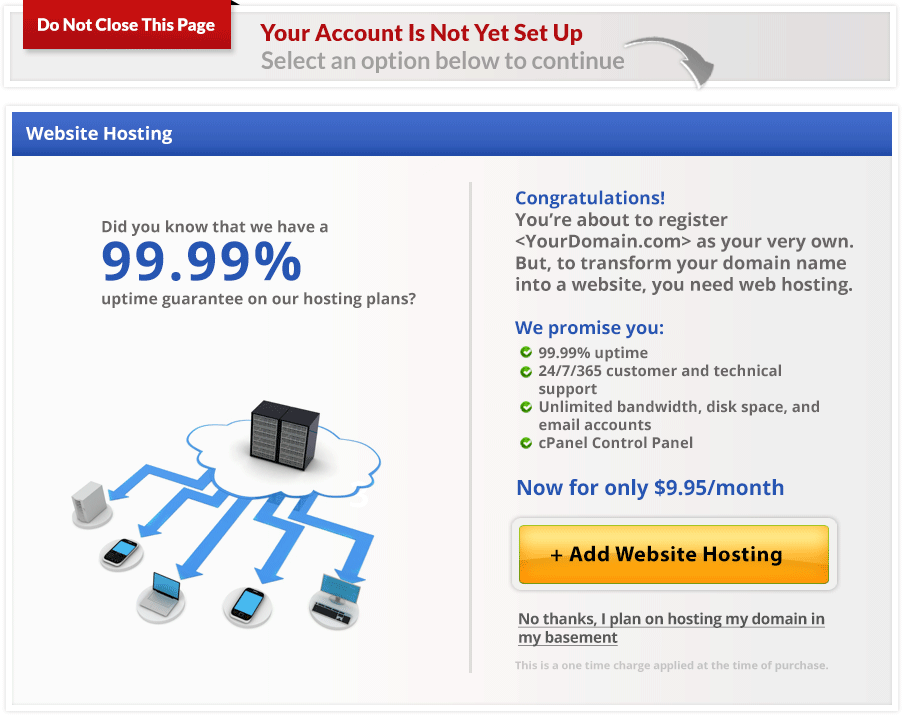 Do Not Close This Page
Your Account Is Not Yet Set Up
Select an option below to continue
Website Hosting
Did you know that we have a
99.99%
uptime guarantee on our hosting plans?
Congratulations!
You're about to register
<YourDomain.com> as your very own.
But, to transform your domain name
into a website, you need web hosting.
We promise you:
99.99% uptime
24/7/365 customer and technical
support
Unlimited bandwidth, disk space, and
email accounts
cPanel Control Panel
Now for only $9.95/month
+ Add Website Hosting
No thanks, I plan on hosting my domain in
my basement
This is a one time charge applied at the time of purchase.